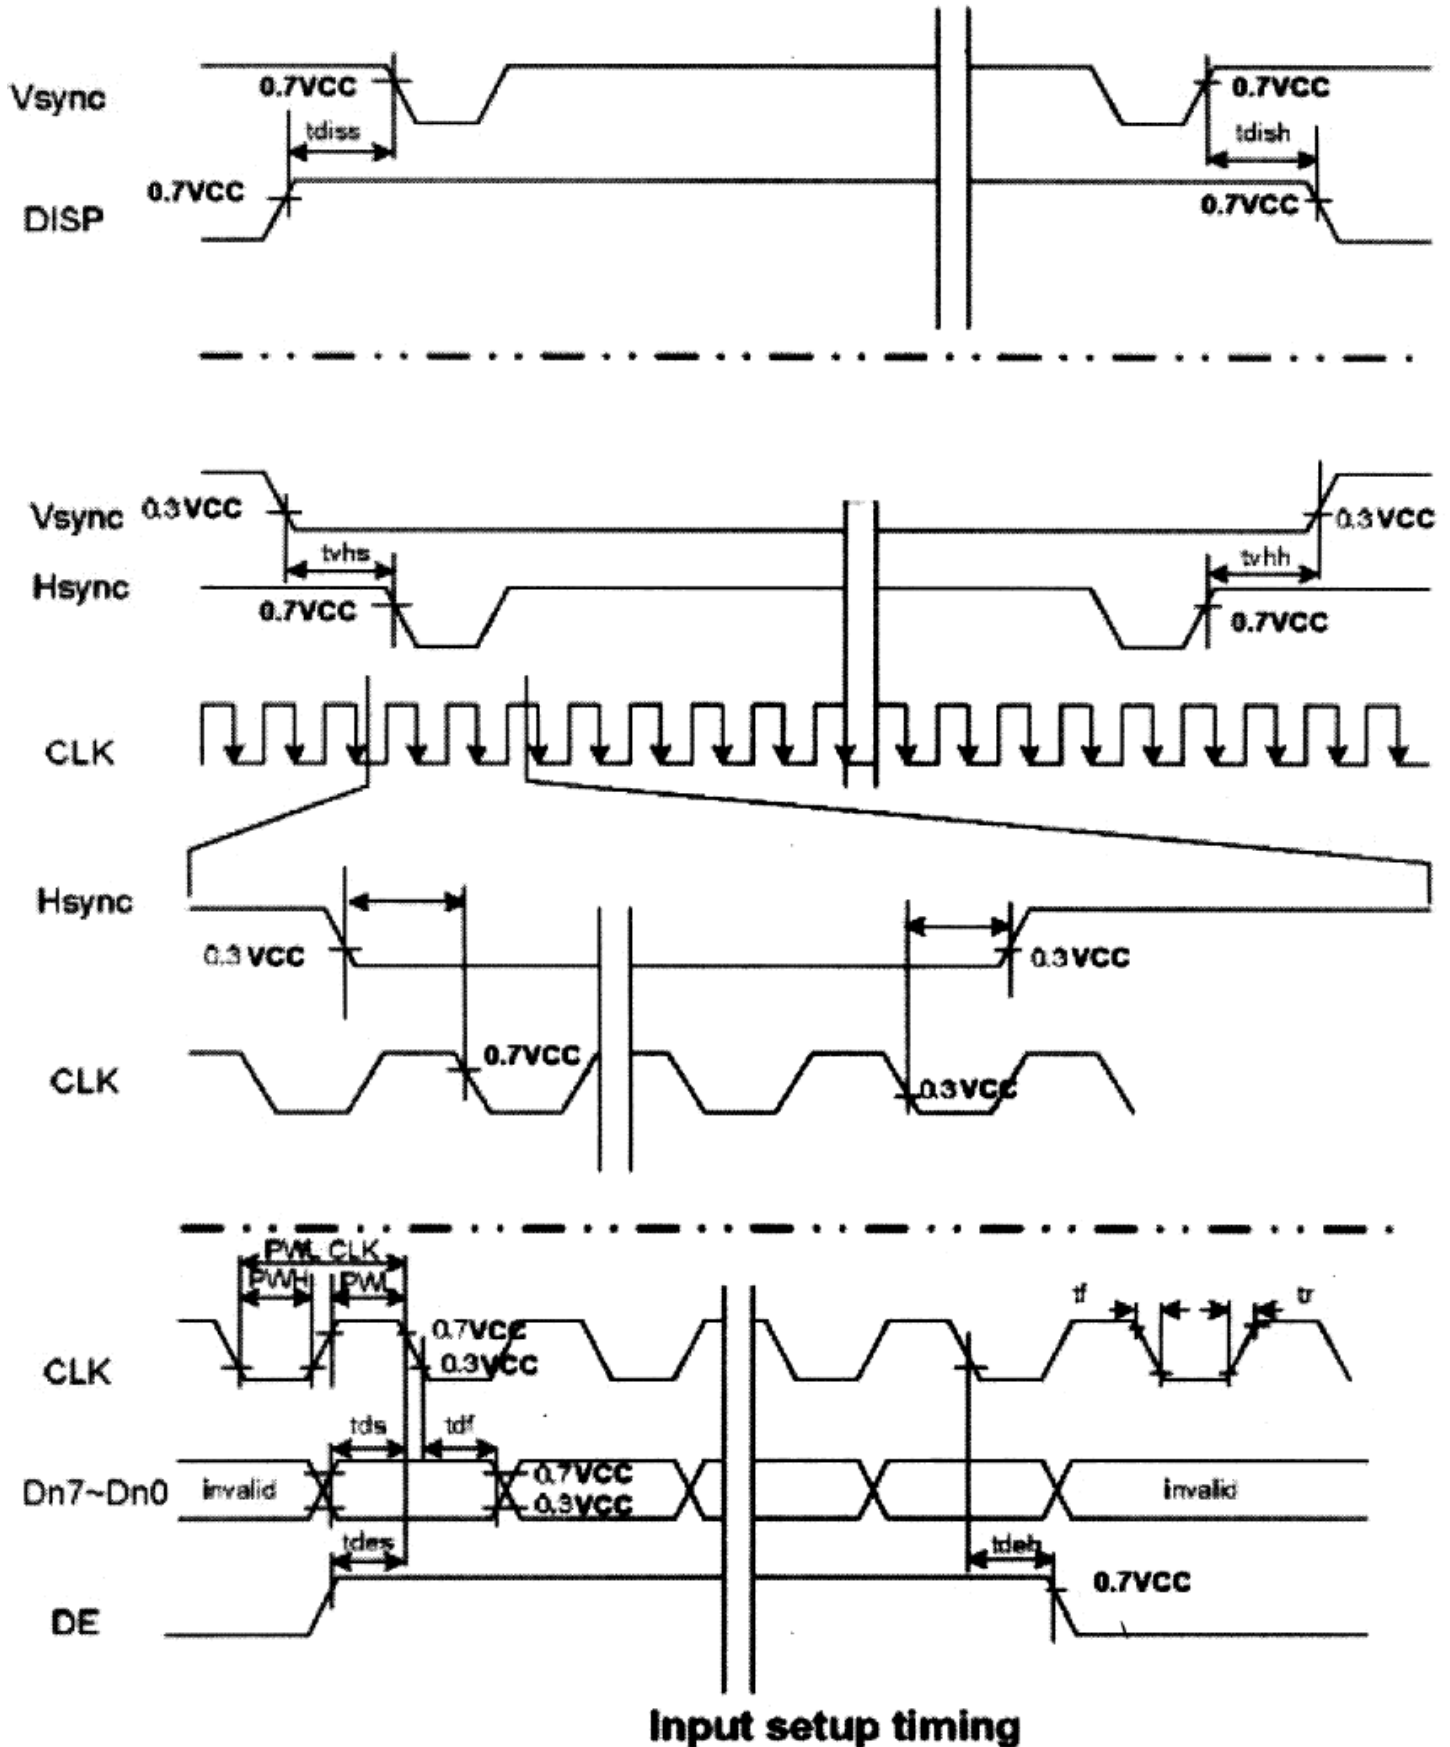 Vsync
0.7VCC
0.7VCC
tdiss
tdish
DISP
0.7VCC
0.7VCC
Vsync
0.3VCC
0.3VCC
tvhs
tvhh
Hsync
0.7VCC
0.7VCC
CLK
Hsync
0.3VCC
0.3VCC
CLK
0.7VCC
0.3VCC
PWL CLK
PWH
PWL
tf
tr
CLK
0.7VCC
0.3VCC
tds
tdf
Dn7~Dn0
invalid
0.7VCC
0.3VCC
invalid
tdes
tdeh
DE
0.7VCC
Input setup timing